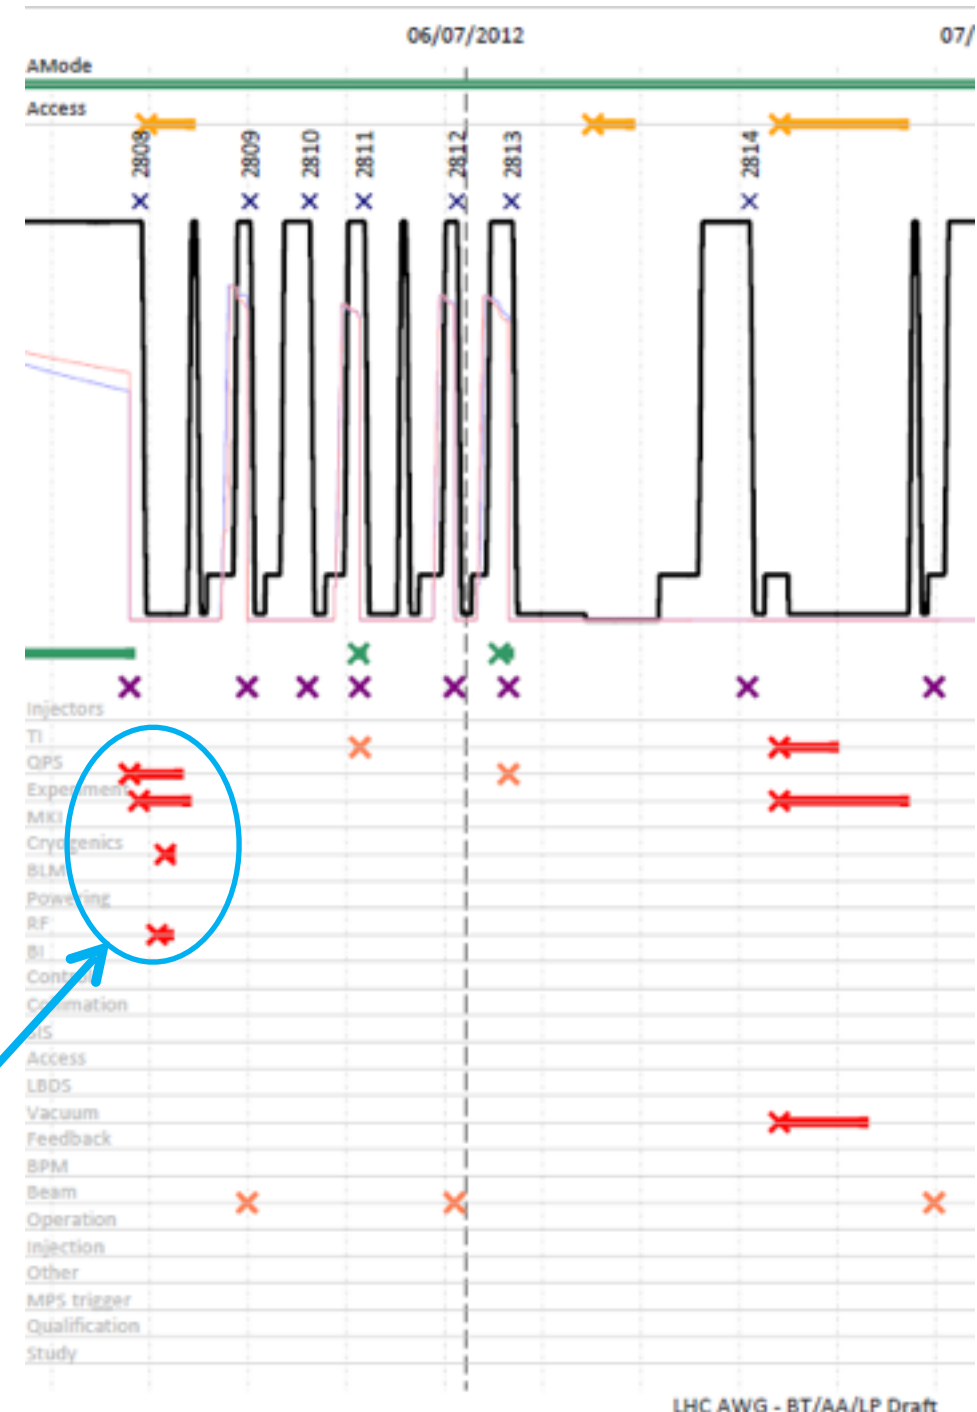 06/07/2012 07/
AMode
Access
2808 2809 2810 2811 2812 2813 2814
Injectors
TI
QPS
Experiment
MKI
Cryogenics
BLM
Powering
RF
BI
Control
Collimation
SIS
Access
LBDS
Vacuum
Feedback
BPM
Beam
Operation
Injection
Other
MPS trigger
Qualification
Study
LHC AWG - BT/AA/LP Draft